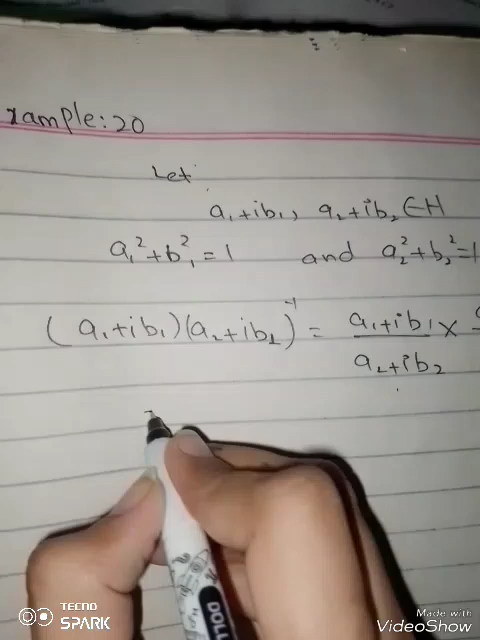 xample:20
Let
a₁+ib₁, a₂+ib₂∈H
a₁²+b₁²=1 and a₂²+b₂²=1
(a₁+ib₁)(a₂+ib₂)⁻¹ = a₁+ib₁ ×
a₂+ib₂
DOLL
TECNO
SPARK
Made with
VideoShow